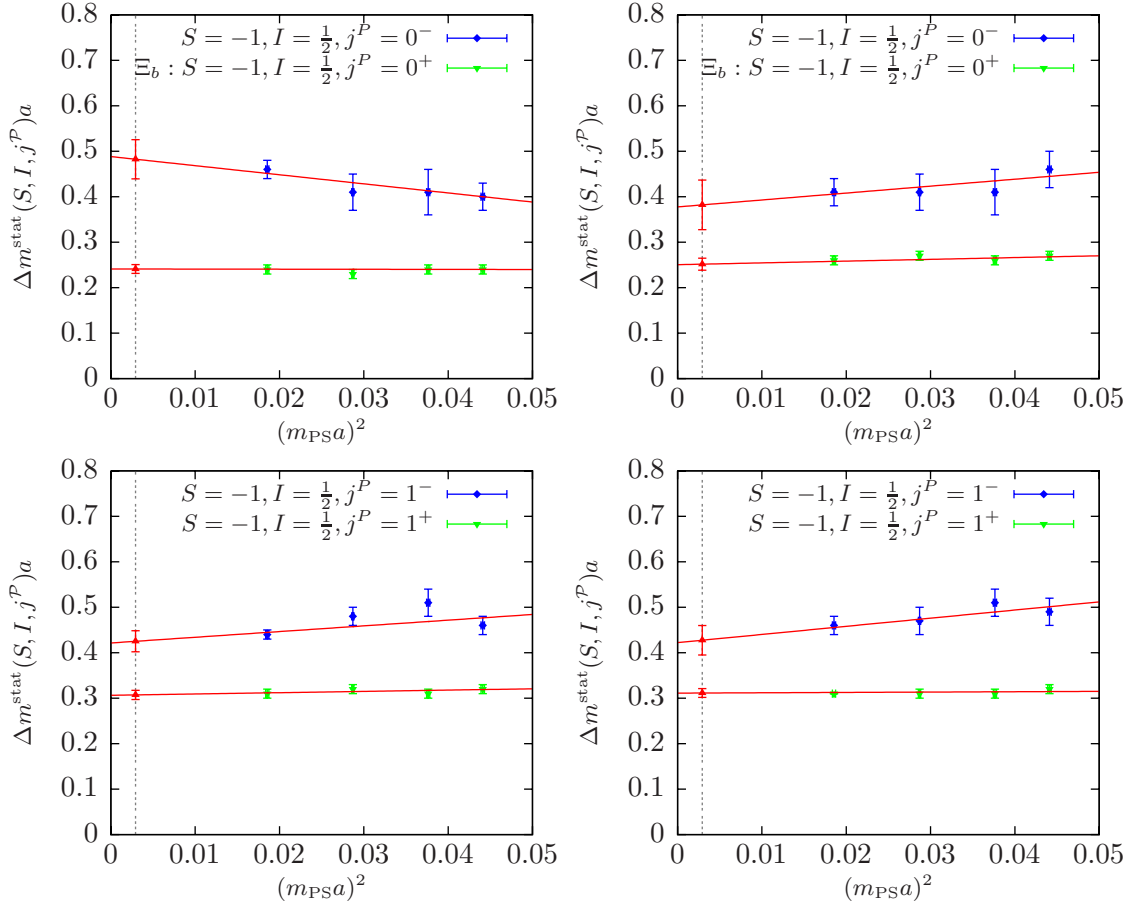 0.8
0.7
0.6
0.5
0.4
0.3
0.2
0.1
0
0 0.01 0.02 0.03 0.04 0.05
(m_PS a)²
Δm^stat(S, I, j^𝒫)a
S = −1, I = 1/2, j^P = 0⁻
Ξ_b : S = −1, I = 1/2, j^P = 0⁺
0.8
0.7
0.6
0.5
0.4
0.3
0.2
0.1
0
0 0.01 0.02 0.03 0.04 0.05
(m_PS a)²
Δm^stat(S, I, j^𝒫)a
S = −1, I = 1/2, j^P = 0⁻
Ξ_b : S = −1, I = 1/2, j^P = 0⁺
0.8
0.7
0.6
0.5
0.4
0.3
0.2
0.1
0
0 0.01 0.02 0.03 0.04 0.05
(m_PS a)²
Δm^stat(S, I, j^𝒫)a
S = −1, I = 1/2, j^P = 1⁻
S = −1, I = 1/2, j^P = 1⁺
0.8
0.7
0.6
0.5
0.4
0.3
0.2
0.1
0
0 0.01 0.02 0.03 0.04 0.05
(m_PS a)²
Δm^stat(S, I, j^𝒫)a
S = −1, I = 1/2, j^P = 1⁻
S = −1, I = 1/2, j^P = 1⁺